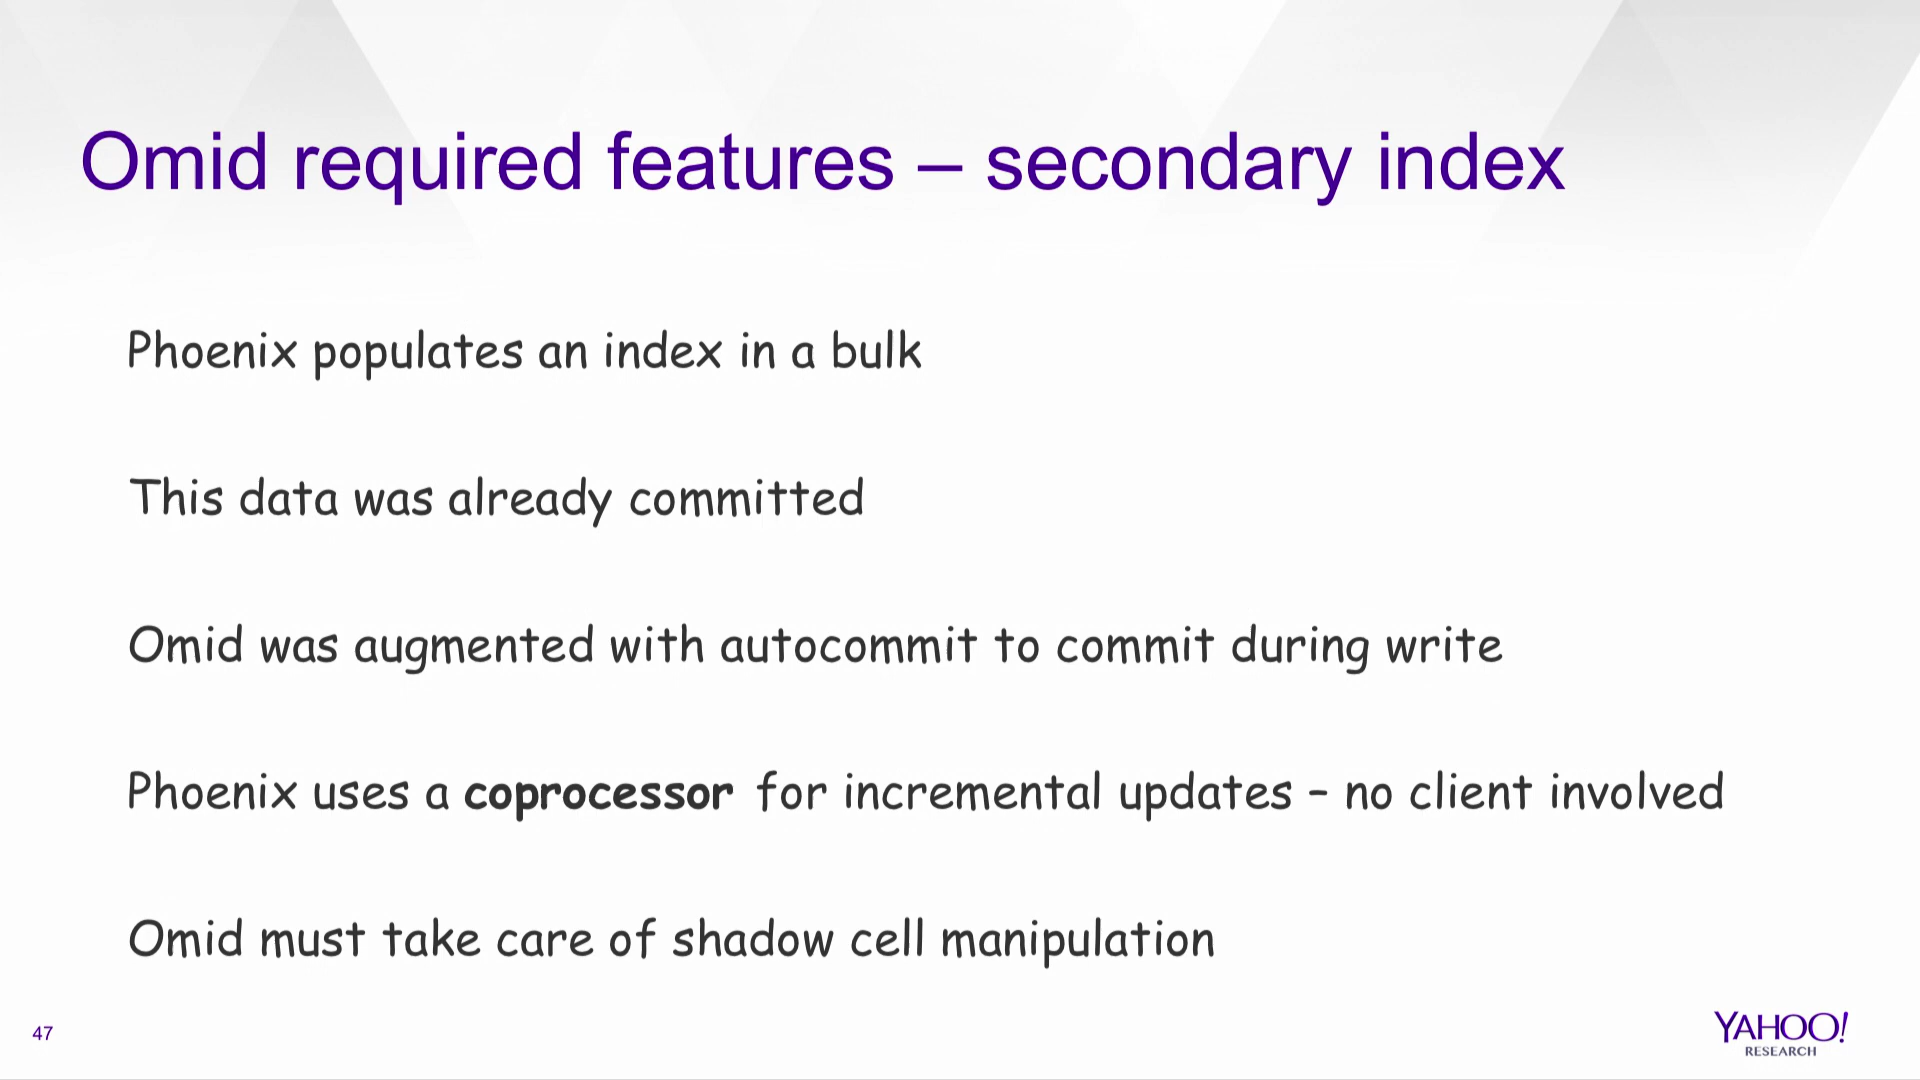 Omid required features – secondary index
Phoenix populates an index in a bulk
This data was already committed
Omid was augmented with autocommit to commit during write
Phoenix uses a coprocessor for incremental updates – no client involved
Omid must take care of shadow cell manipulation
47
YAHOO!
RESEARCH